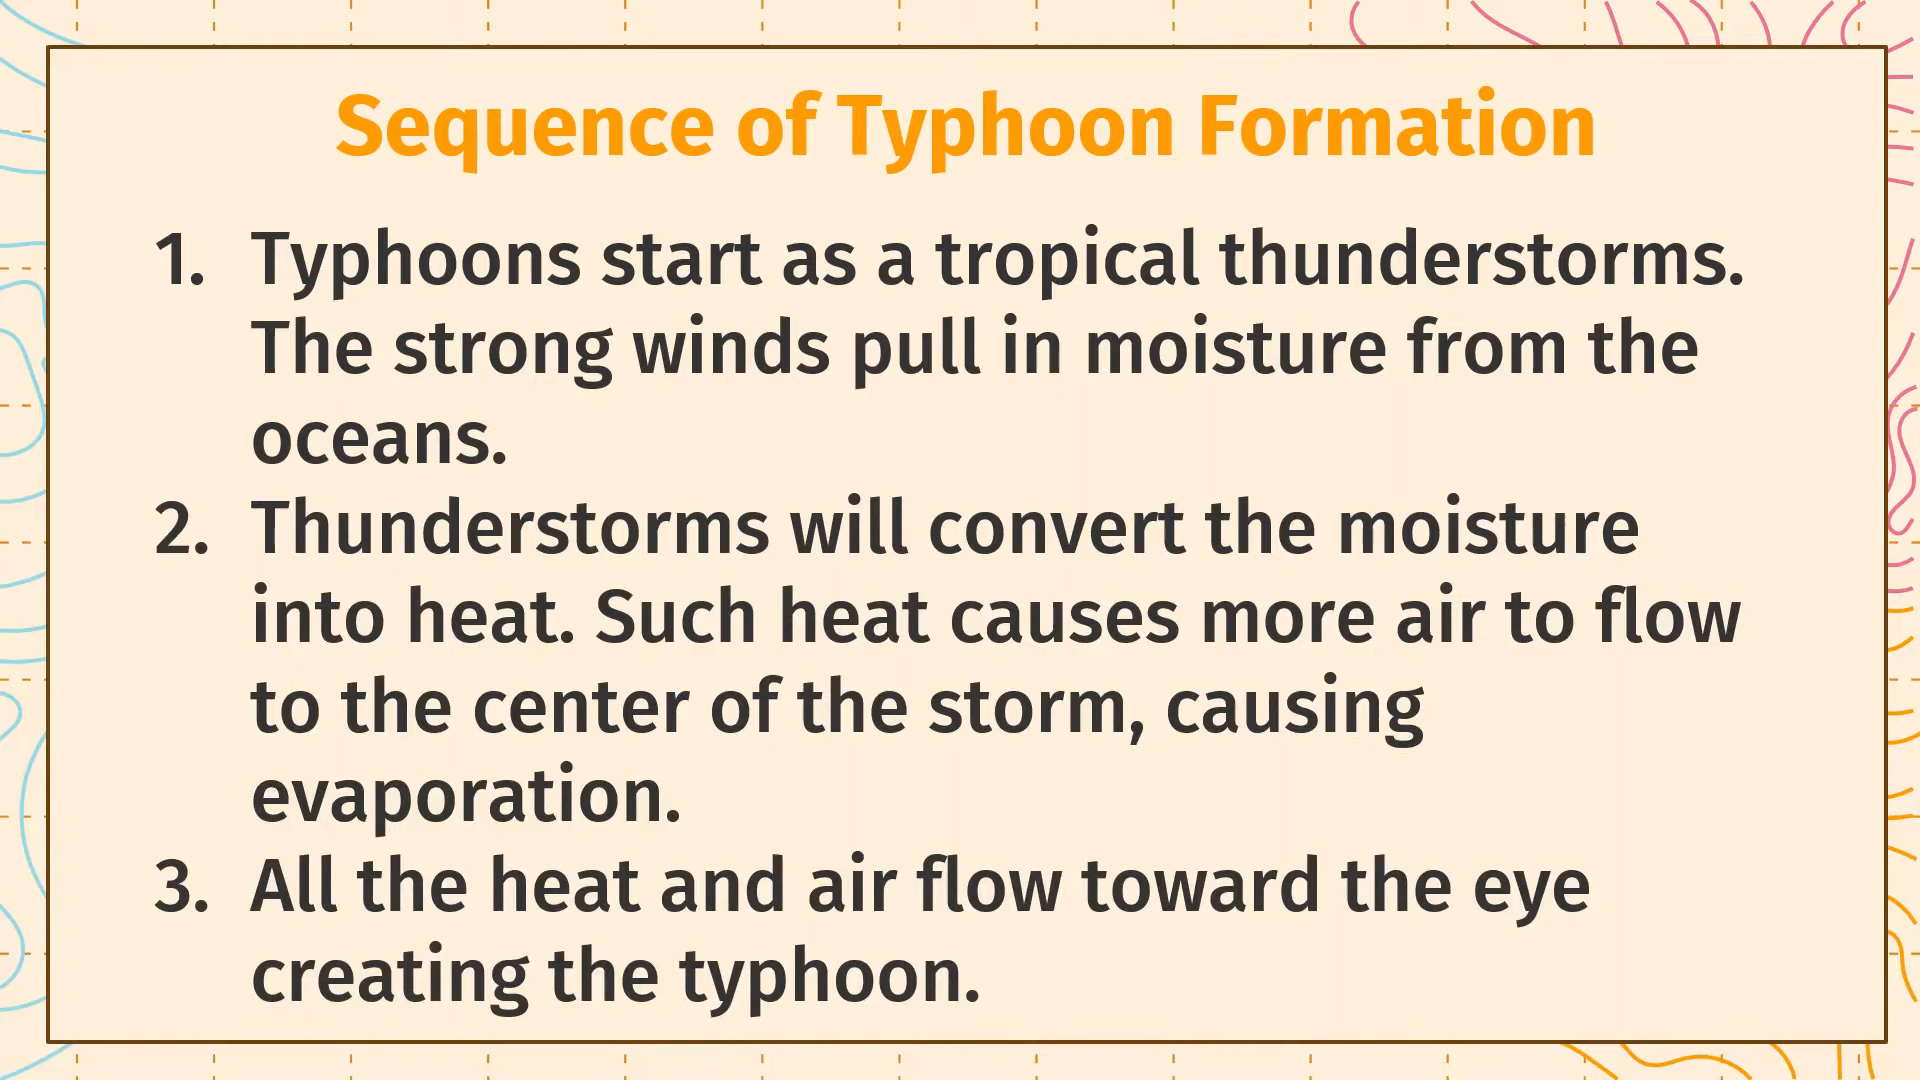 Sequence of Typhoon Formation
1. Typhoons start as a tropical thunderstorms.
The strong winds pull in moisture from the
oceans.
2. Thunderstorms will convert the moisture
into heat. Such heat causes more air to flow
to the center of the storm, causing
evaporation.
3. All the heat and air flow toward the eye
creating the typhoon.